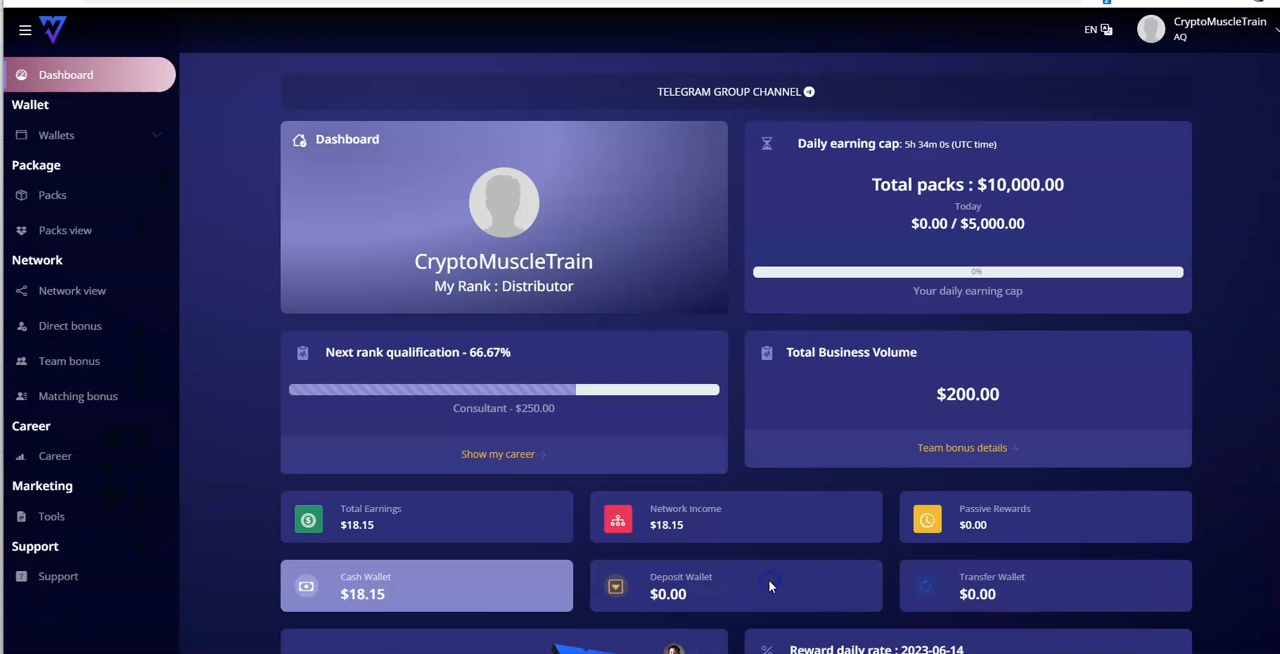 EN
CryptoMuscleTrain
AQ
Dashboard
Wallet
Wallets
Package
Packs
Packs view
Network
Network view
Direct bonus
Team bonus
Matching bonus
Career
Career
Marketing
Tools
Support
Support
TELEGRAM GROUP CHANNEL
Dashboard
CryptoMuscleTrain
My Rank : Distributor
Daily earning cap: 5h 34m 0s (UTC time)
Total packs : $10,000.00
Today
$0.00 / $5,000.00
0%
Your daily earning cap
Next rank qualification - 66.67%
Consultant - $250.00
Show my career
Total Business Volume
$200.00
Team bonus details
Total Earnings
$18.15
Network Income
$18.15
Passive Rewards
$0.00
Cash Wallet
$18.15
Deposit Wallet
$0.00
Transfer Wallet
$0.00
Reward daily rate : 2023-06-14